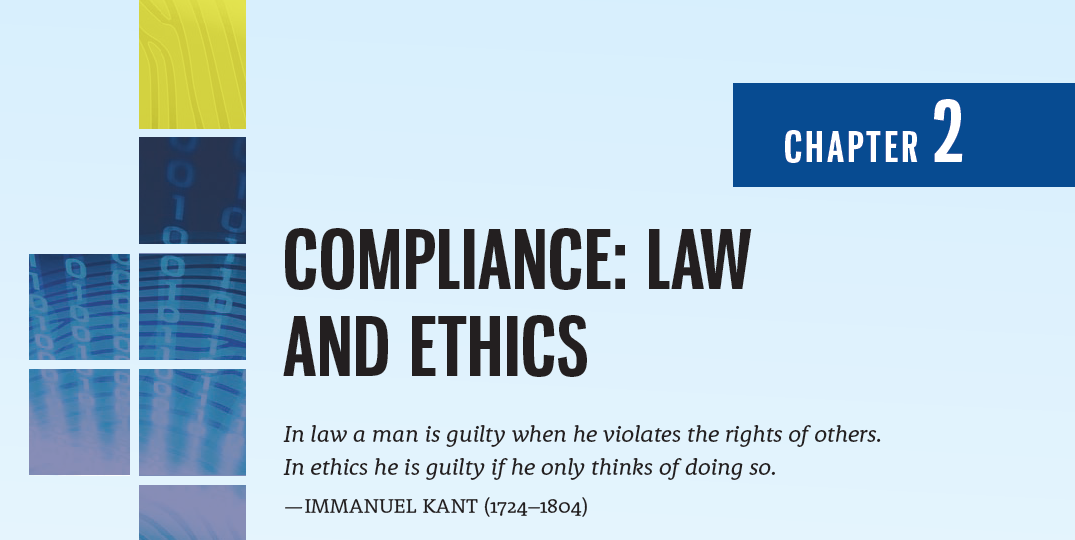 CHAPTER 2
COMPLIANCE: LAW
AND ETHICS
In law a man is guilty when he violates the rights of others.
In ethics he is guilty if he only thinks of doing so.
—IMMANUEL KANT (1724–1804)